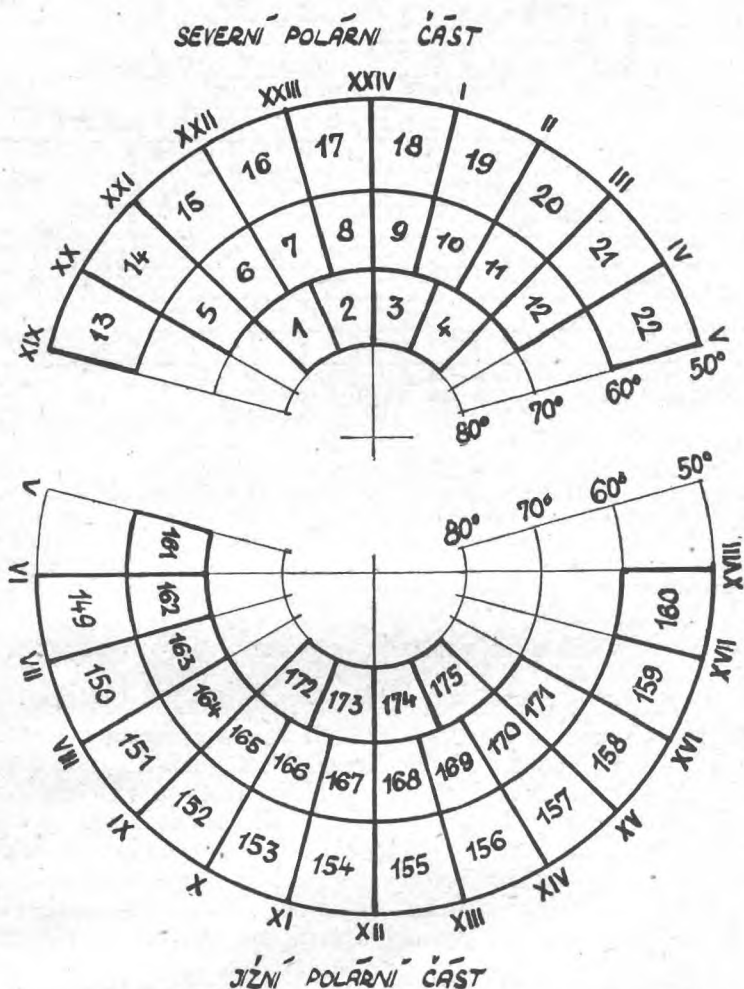 SEVERNÍ POLÁRNÍ ČÁST
XIX XX XXI XXII XXIII XXIV I II III IV V
13 14 15 16 17 18 19 20 21 22
5 6 7 8 9 10 11 12
1 2 3 4
80° 70° 60° 50°
80° 70° 60° 50°
V VI VII VIII IX X XI XII XIII XIV XV XVI XVII XVIII
161 162 163 164 165 166 167 168 169 170 171
149 150 151 152 153 154 155 156 157 158 159 160
172 173 174 175
JIŽNÍ POLÁRNÍ ČÁST